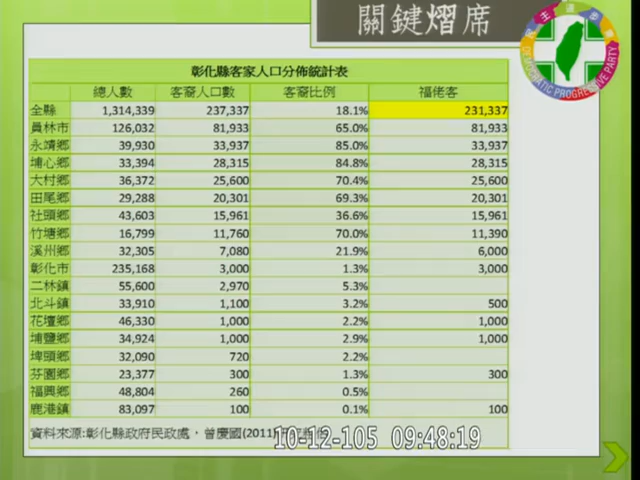 關鍵熠席
民主進步黨
DEMOCRATIC PROGRESSIVE PARTY
彰化縣客家人口分佈統計表
總人數 客裔人口數 客裔比例 福佬客
全縣 1,314,339 237,337 18.1% 231,337
員林市 126,032 81,933 65.0% 81,933
永靖鄉 39,930 33,937 85.0% 33,937
埔心鄉 33,394 28,315 84.8% 28,315
大村鄉 36,372 25,600 70.4% 25,600
田尾鄉 29,288 20,301 69.3% 20,301
社頭鄉 43,603 15,961 36.6% 15,961
竹塘鄉 16,799 11,760 70.0% 11,390
溪州鄉 32,305 7,080 21.9% 6,000
彰化市 235,168 3,000 1.3% 3,000
二林鎮 55,600 2,970 5.3%
北斗鎮 33,910 1,100 3.2% 500
花壇鄉 46,330 1,000 2.2% 1,000
埔鹽鄉 34,924 1,000 2.9% 1,000
埤頭鄉 32,090 720 2.2%
芬園鄉 23,377 300 1.3% 300
福興鄉 48,804 260 0.5%
鹿港鎮 83,097 100 0.1% 100
資料來源:彰化縣政府民政處，曾慶國(2011)
10-12-105 09:48:19